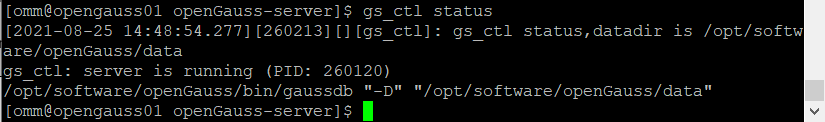 [omm@opengauss01 openGauss-server]$ gs_ctl status
[2021-08-25 14:48:54.277][260213][][gs_ctl]: gs_ctl status,datadir is /opt/softw
are/openGauss/data
gs_ctl: server is running (PID: 260120)
/opt/software/openGauss/bin/gaussdb "-D" "/opt/software/openGauss/data"
[omm@opengauss01 openGauss-server]$